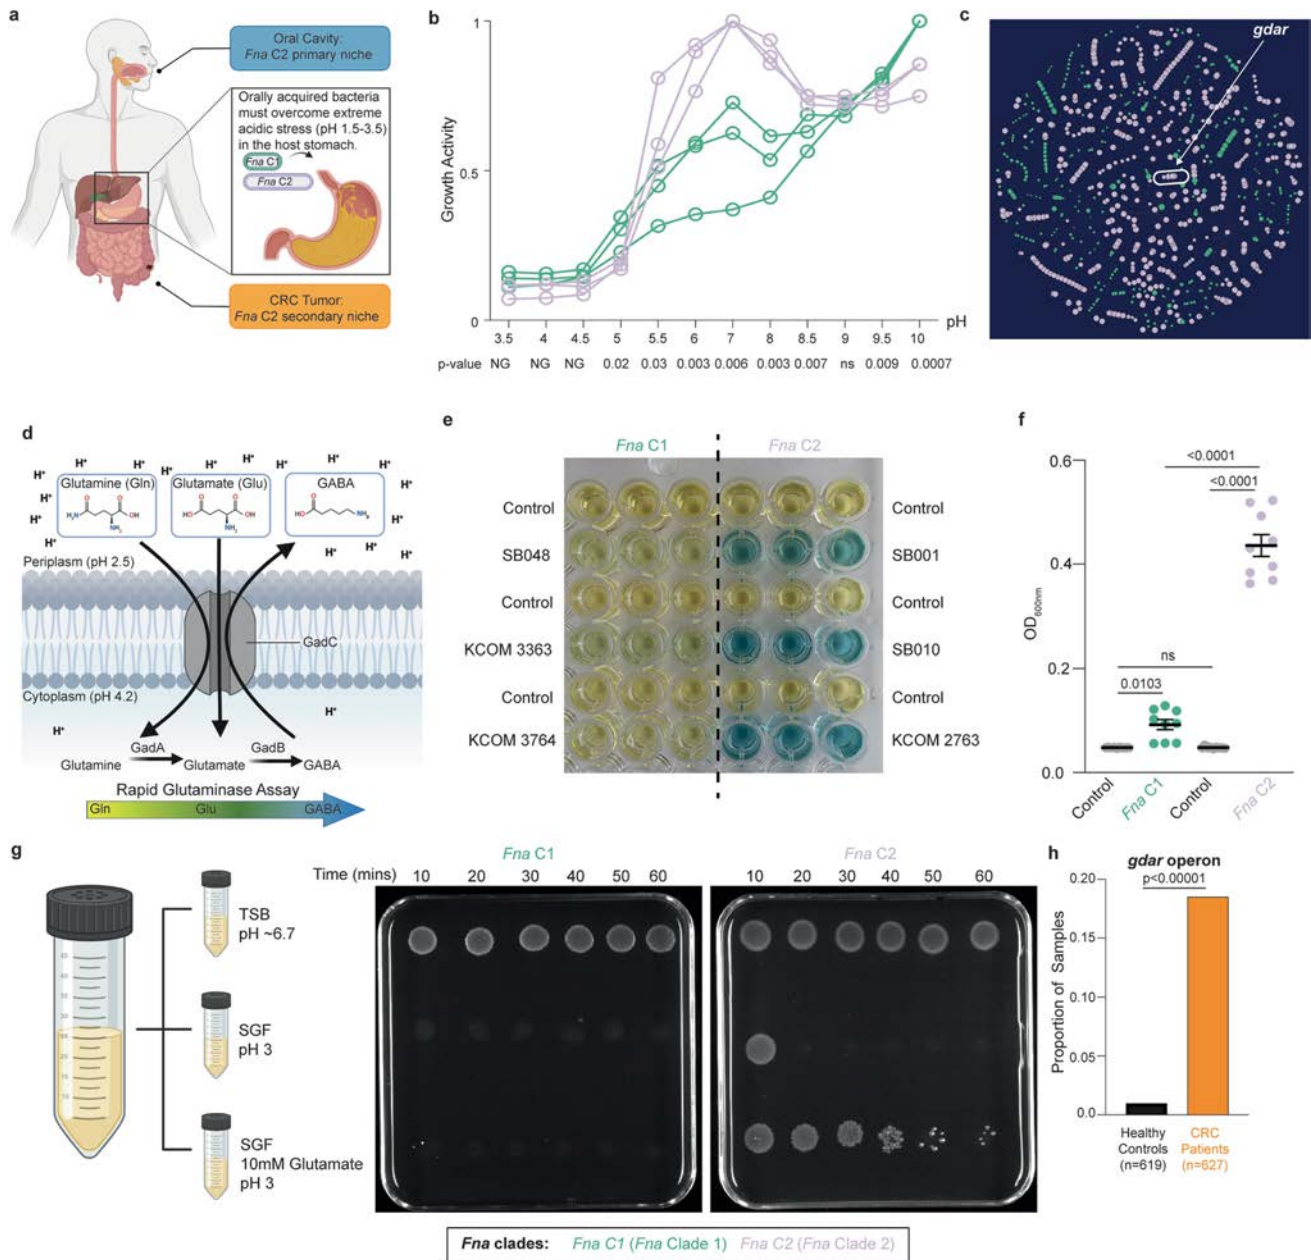 a
Oral Cavity:
Fna C2 primary niche
Orally acquired bacteria
must overcome extreme
acidic stress (pH 1.5-3.5)
in the host stomach.
Fna C1
Fna C2
CRC Tumor:
Fna C2 secondary niche
b
Growth Activity
1
0.5
0
pH
3.5 4 4.5 5 5.5 6 7 8 8.5 9 9.5 10
p-value NG NG NG 0.02 0.03 0.003 0.006 0.003 0.007 ns 0.009 0.0007
c
gdar
d
H⁺ H⁺ H⁺ H⁺ H⁺ H⁺ H⁺
Glutamine (Gln) Glutamate (Glu) GABA
Periplasm (pH 2.5)
GadC
Cytoplasm (pH 4.2)
H⁺
H⁺
GadA GadB
Glutamine Glutamate GABA
Rapid Glutaminase Assay
Gln Glu GABA
e
Fna C1 Fna C2
Control Control
SB048 SB001
Control Control
KCOM 3363 SB010
Control Control
KCOM 3764 KCOM 2763
f
OD600nm
0.6
0.4
0.2
0.0
<0.0001
<0.0001
ns
0.0103
Control Fna C1 Control Fna C2
g
TSB
pH ~6.7
SGF
pH 3
SGF
10mM Glutamate
pH 3
Fna C1 Fna C2
Time (mins) 10 20 30 40 50 60 10 20 30 40 50 60
h
gdar operon
p<0.00001
Proportion of Samples
0.20
0.15
0.10
0.05
0.0
Healthy
Controls
(n=619)
CRC
Patients
(n=627)
Fna clades: Fna C1 (Fna Clade 1) Fna C2 (Fna Clade 2)